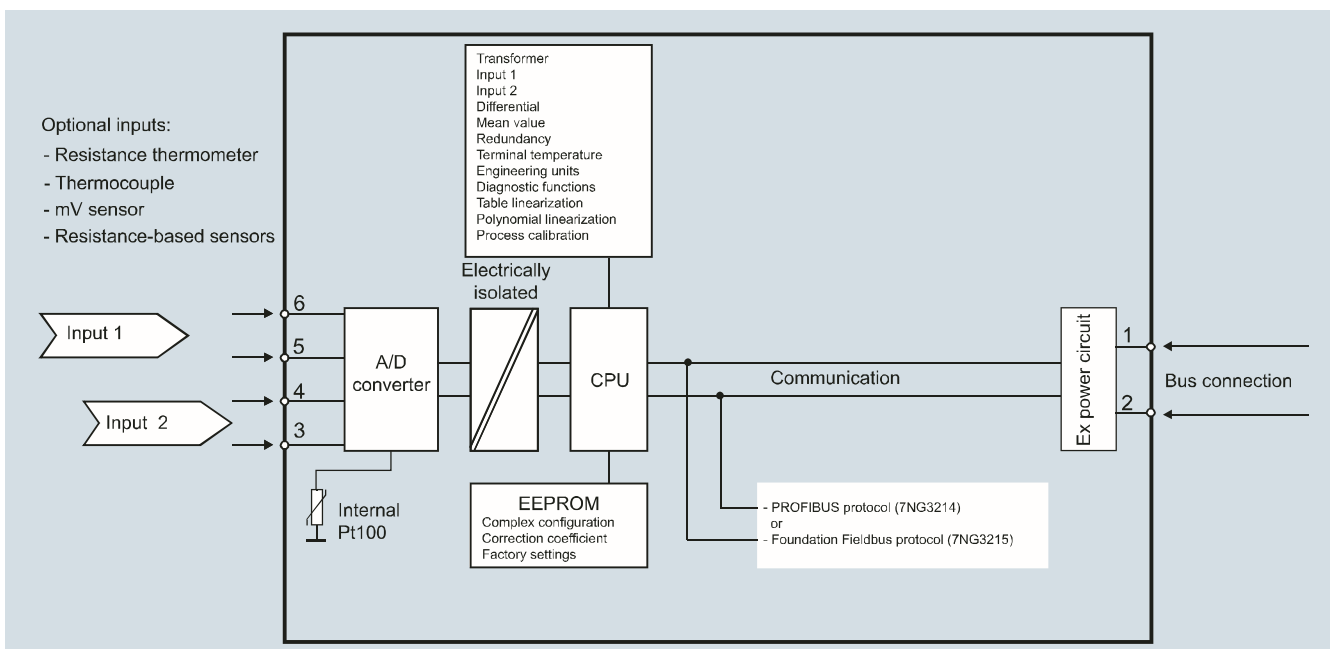 Optional inputs:
- Resistance thermometer
- Thermocouple
- mV sensor
- Resistance-based sensors
Transformer
Input 1
Input 2
Differential
Mean value
Redundancy
Terminal temperature
Engineering units
Diagnostic functions
Table linearization
Polynomial linearization
Process calibration
Electrically
isolated
Input 1
Input 2
6
5
4
3
A/D
converter
CPU
Communication
Ex power circuit
1
2
Bus connection
Internal
Pt100
EEPROM
Complex configuration
Correction coefficient
Factory settings
- PROFIBUS protocol (7NG3214)
or
- Foundation Fieldbus protocol (7NG3215)